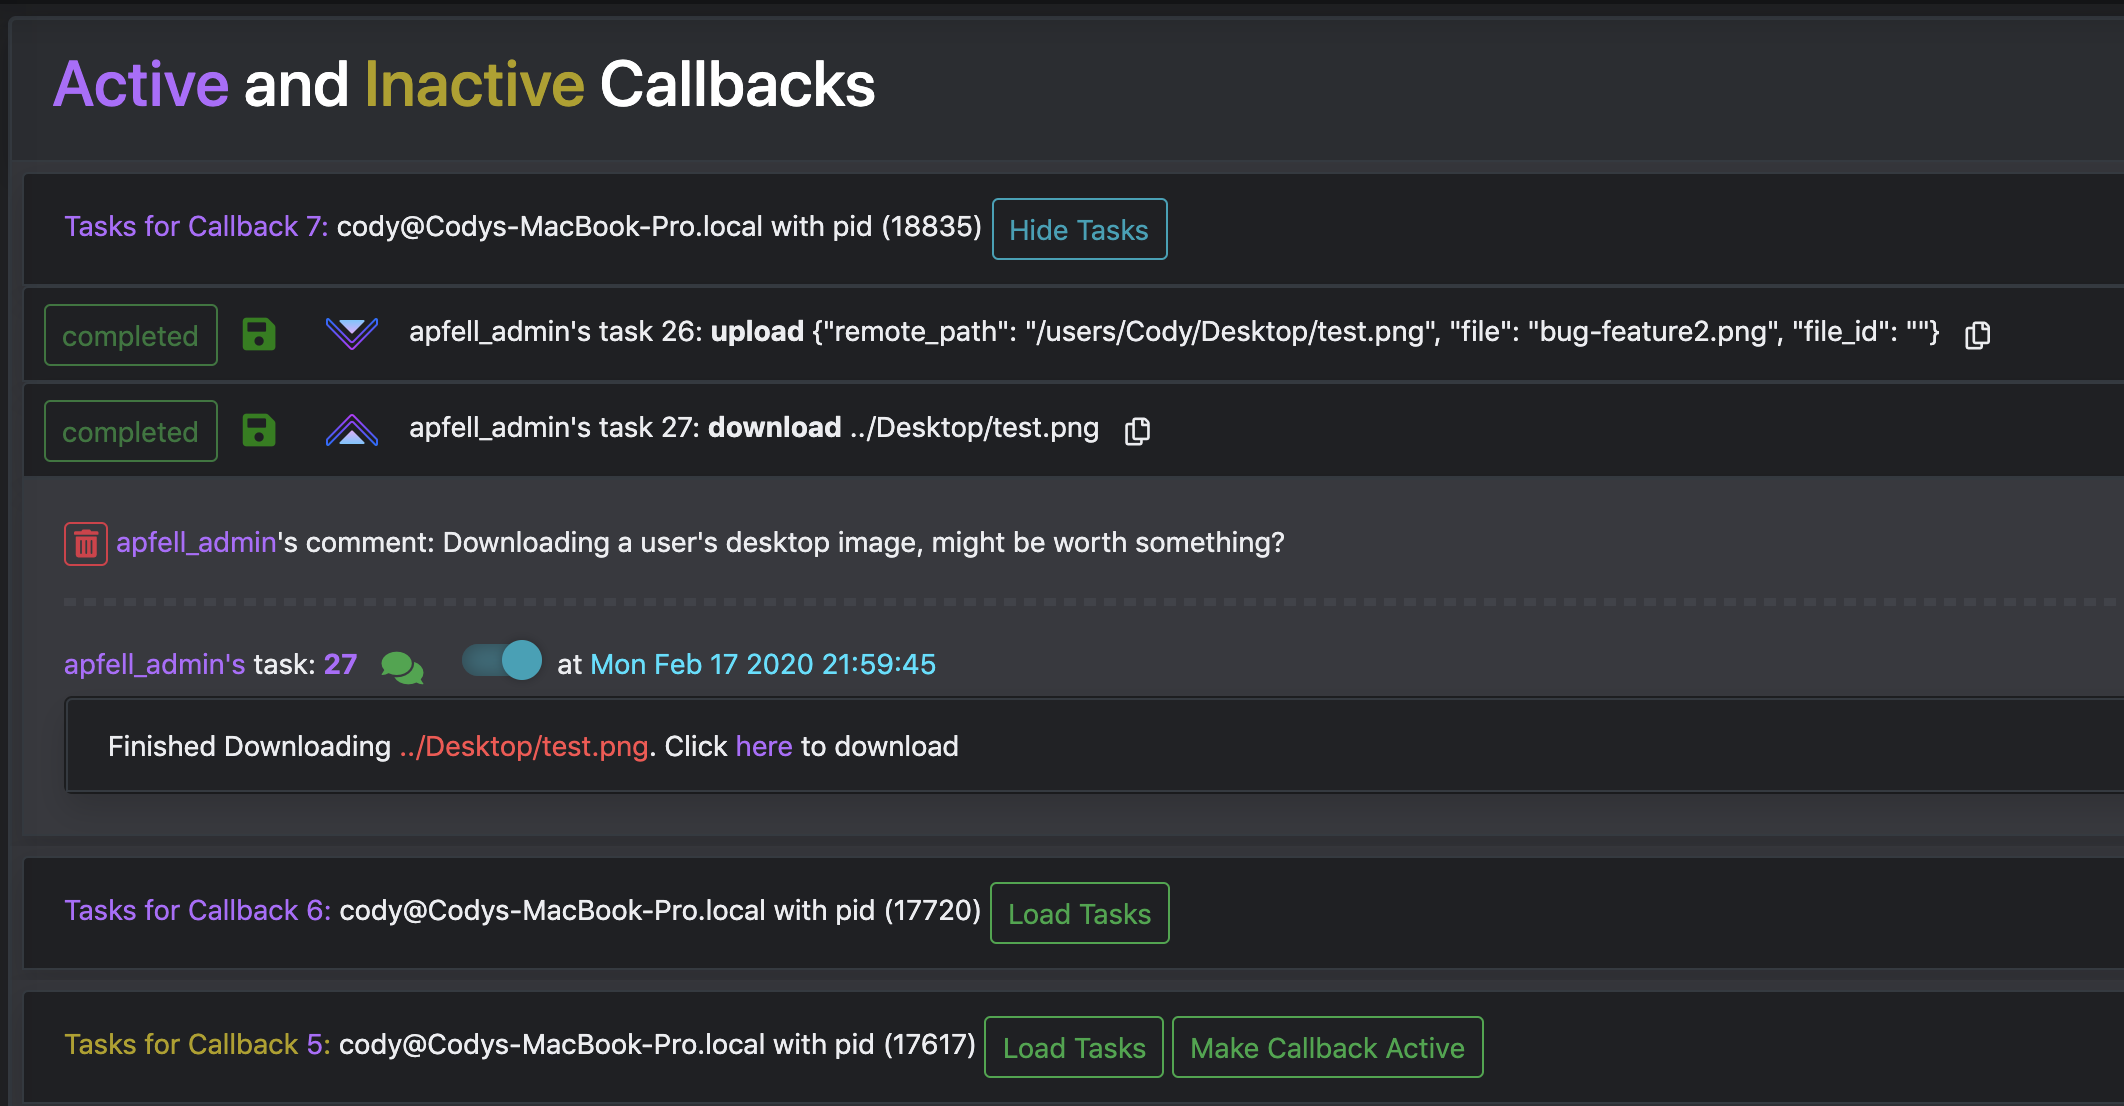 Active and Inactive Callbacks
Tasks for Callback 7: cody@Codys-MacBook-Pro.local with pid (18835) Hide Tasks
completed apfell_admin's task 26: upload {"remote_path": "/users/Cody/Desktop/test.png", "file": "bug-feature2.png", "file_id": ""}
completed apfell_admin's task 27: download ../Desktop/test.png
apfell_admin's comment: Downloading a user's desktop image, might be worth something?
apfell_admin's task: 27 at Mon Feb 17 2020 21:59:45
Finished Downloading ../Desktop/test.png. Click here to download
Tasks for Callback 6: cody@Codys-MacBook-Pro.local with pid (17720) Load Tasks
Tasks for Callback 5: cody@Codys-MacBook-Pro.local with pid (17617) Load Tasks Make Callback Active